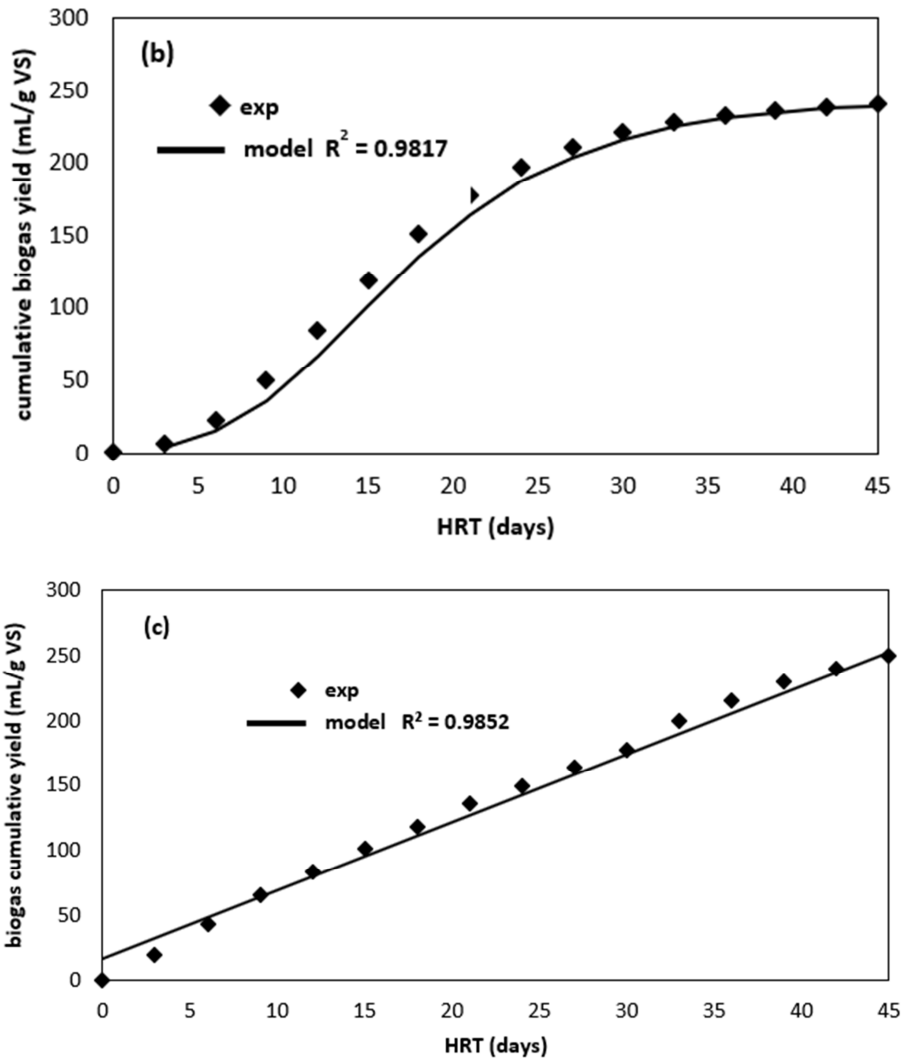 (b)
cumulative biogas yield (mL/g VS)
300
250
200
150
100
50
0
exp
model R² = 0.9817
0 5 10 15 20 25 30 35 40 45
HRT (days)
(c)
biogas cumulative yield (mL/g VS)
300
250
200
150
100
50
0
exp
model R² = 0.9852
0 5 10 15 20 25 30 35 40 45
HRT (days)